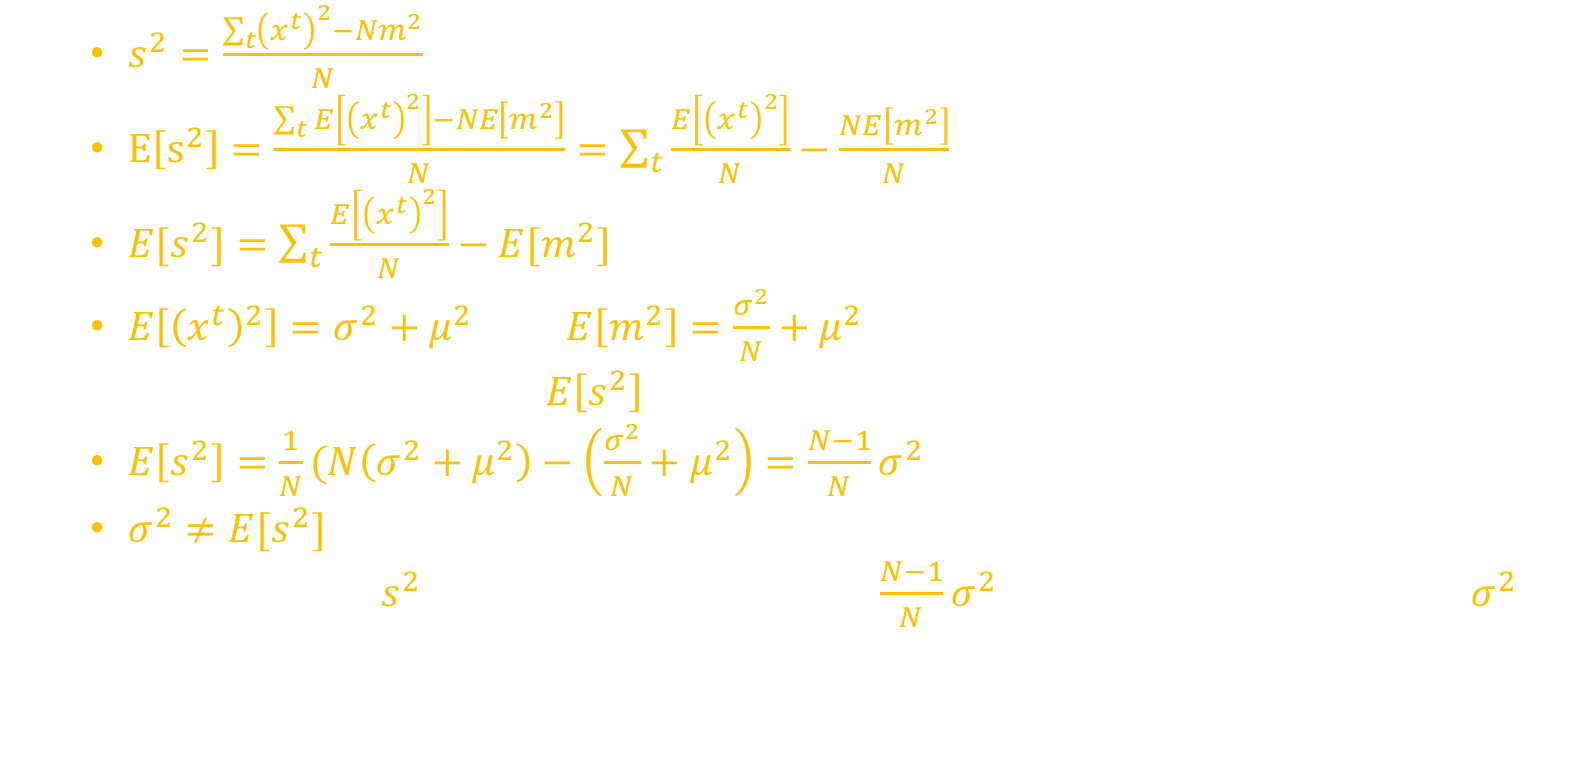 • s² = (∑ₜ(xᵗ)² − Nm²) / N
• E[s²] = (∑ₜ E[(xᵗ)²] − NE[m²]) / N = ∑ₜ E[(xᵗ)²] / N − NE[m²] / N
• E[s²] = ∑ₜ E[(xᵗ)²] / N − E[m²]
• E[(xᵗ)²] = σ² + μ² E[m²] = σ²/N + μ²
E[s²]
• E[s²] = 1/N (N(σ² + μ²) − (σ²/N + μ²) = (N−1)/N σ²
• σ² ≠ E[s²]
s² (N−1)/N σ² σ²